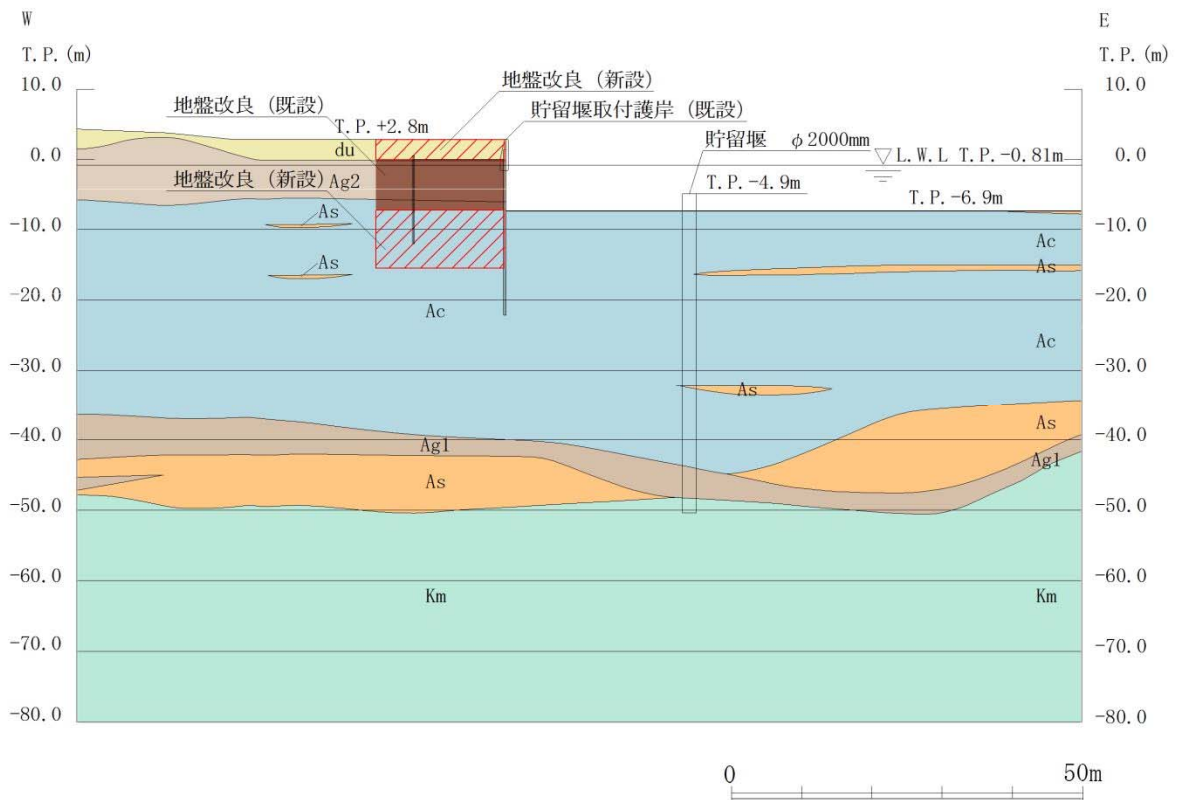 W
E
T.P.(m)
T.P.(m)
10.0
10.0
地盤改良（新設）
地盤改良（既設）
貯留堰取付護岸（既設）
T.P.+2.8m
貯留堰 φ2000mm
du
0.0
L.W.L T.P.-0.81m
0.0
地盤改良（新設）
Ag2
T.P.-4.9m
T.P.-6.9m
As
-10.0
-10.0
Ac
As
As
-20.0
-20.0
Ac
Ac
-30.0
-30.0
As
As
-40.0
-40.0
Ag1
Ag1
As
-50.0
-50.0
-60.0
-60.0
Km
Km
-70.0
-70.0
-80.0
-80.0
0
50m